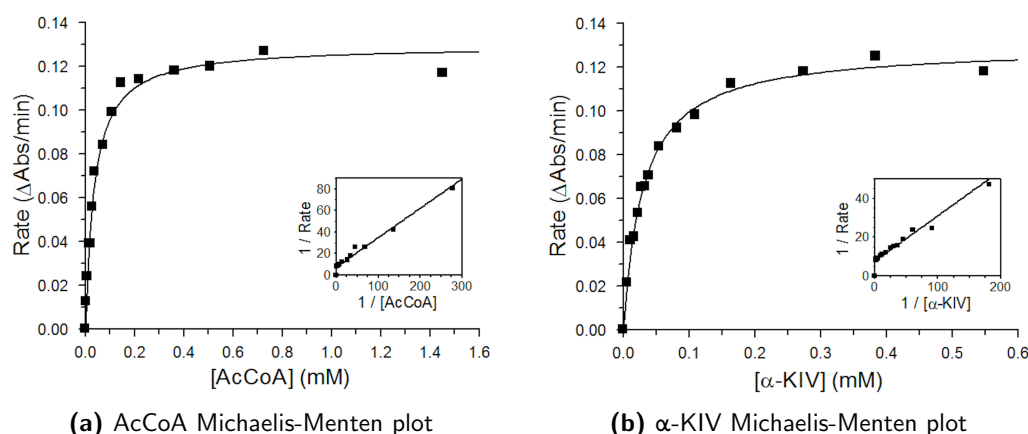 0.14
0.12
0.10
0.08
0.06
0.04
0.02
0.00
Rate (ΔAbs/min)
0.0 0.2 0.4 0.6 0.8 1.0 1.2 1.4 1.6
[AcCoA] (mM)
80
60
40
20
0
1 / Rate
0 100 200 300
1 / [AcCoA]
(a) AcCoA Michaelis-Menten plot
0.14
0.12
0.10
0.08
0.06
0.04
0.02
0.00
Rate (ΔAbs/min)
0.0 0.1 0.2 0.3 0.4 0.5 0.6
[α-KIV] (mM)
40
20
0
1 / Rate
0 100 200
1 / [α-KIV]
(b) α-KIV Michaelis-Menten plot